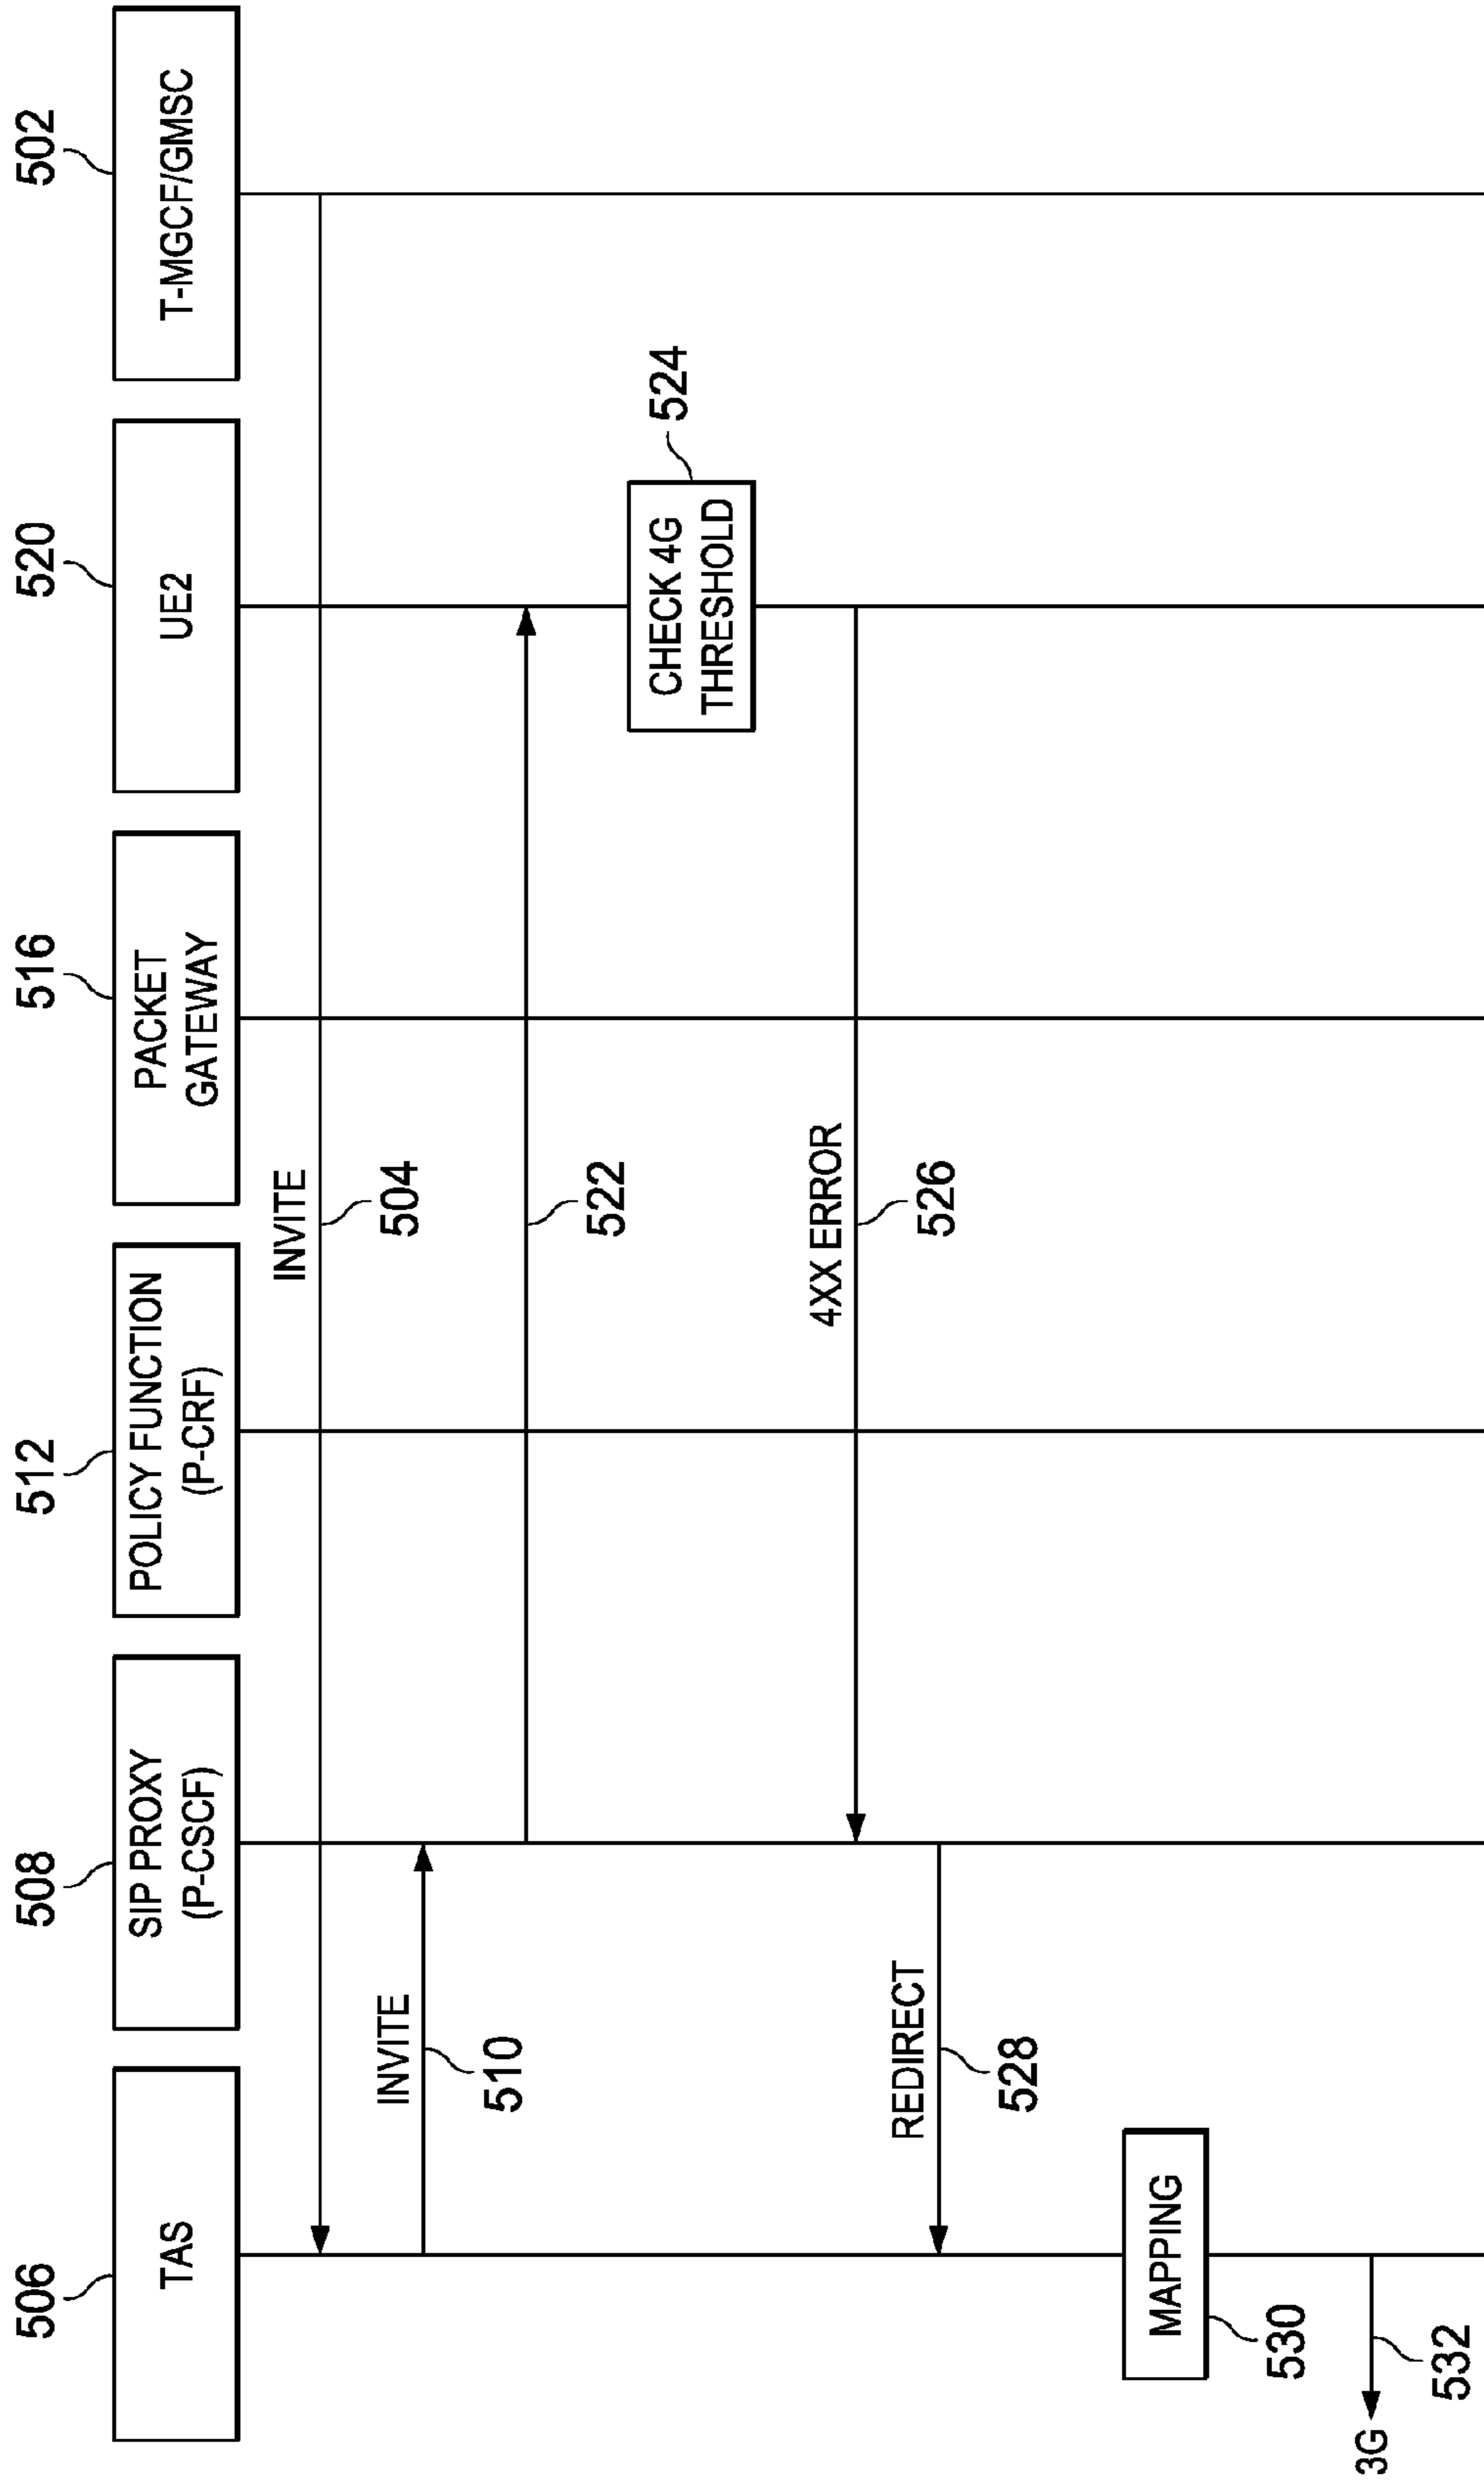 506
508
512
516
520
502
TAS
SIP PROXY
(P-CSCF)
POLICY FUNCTION
(P-CRF)
PACKET
GATEWAY
UE2
T-MGCF/GMSC
INVITE
504
INVITE
510
522
CHECK 4G
THRESHOLD
524
4XX ERROR
526
REDIRECT
528
MAPPING
530
3G
532